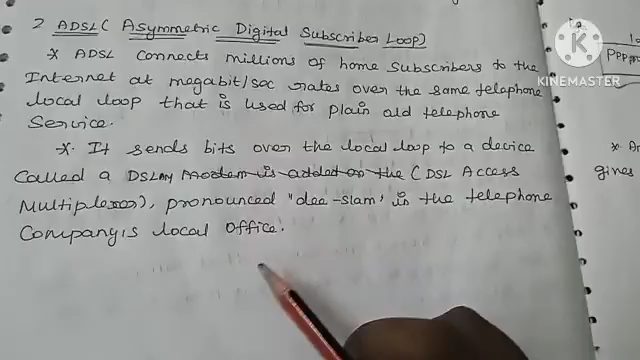 2 ADSL( Asymmetric Digital Subscriber Loop)
* ADSL connects millions of home subscribers to the
Internet at megabit/sec rates over the same telephone
local loop that is used for plain old telephone
Service.
* It sends bits over the local loop to a device
called a DSLAM Modem is added on the (DSL Access
Multiplexer), pronounced "dee-slam" in the telephone
Company's local office.
KINEMASTER
gines